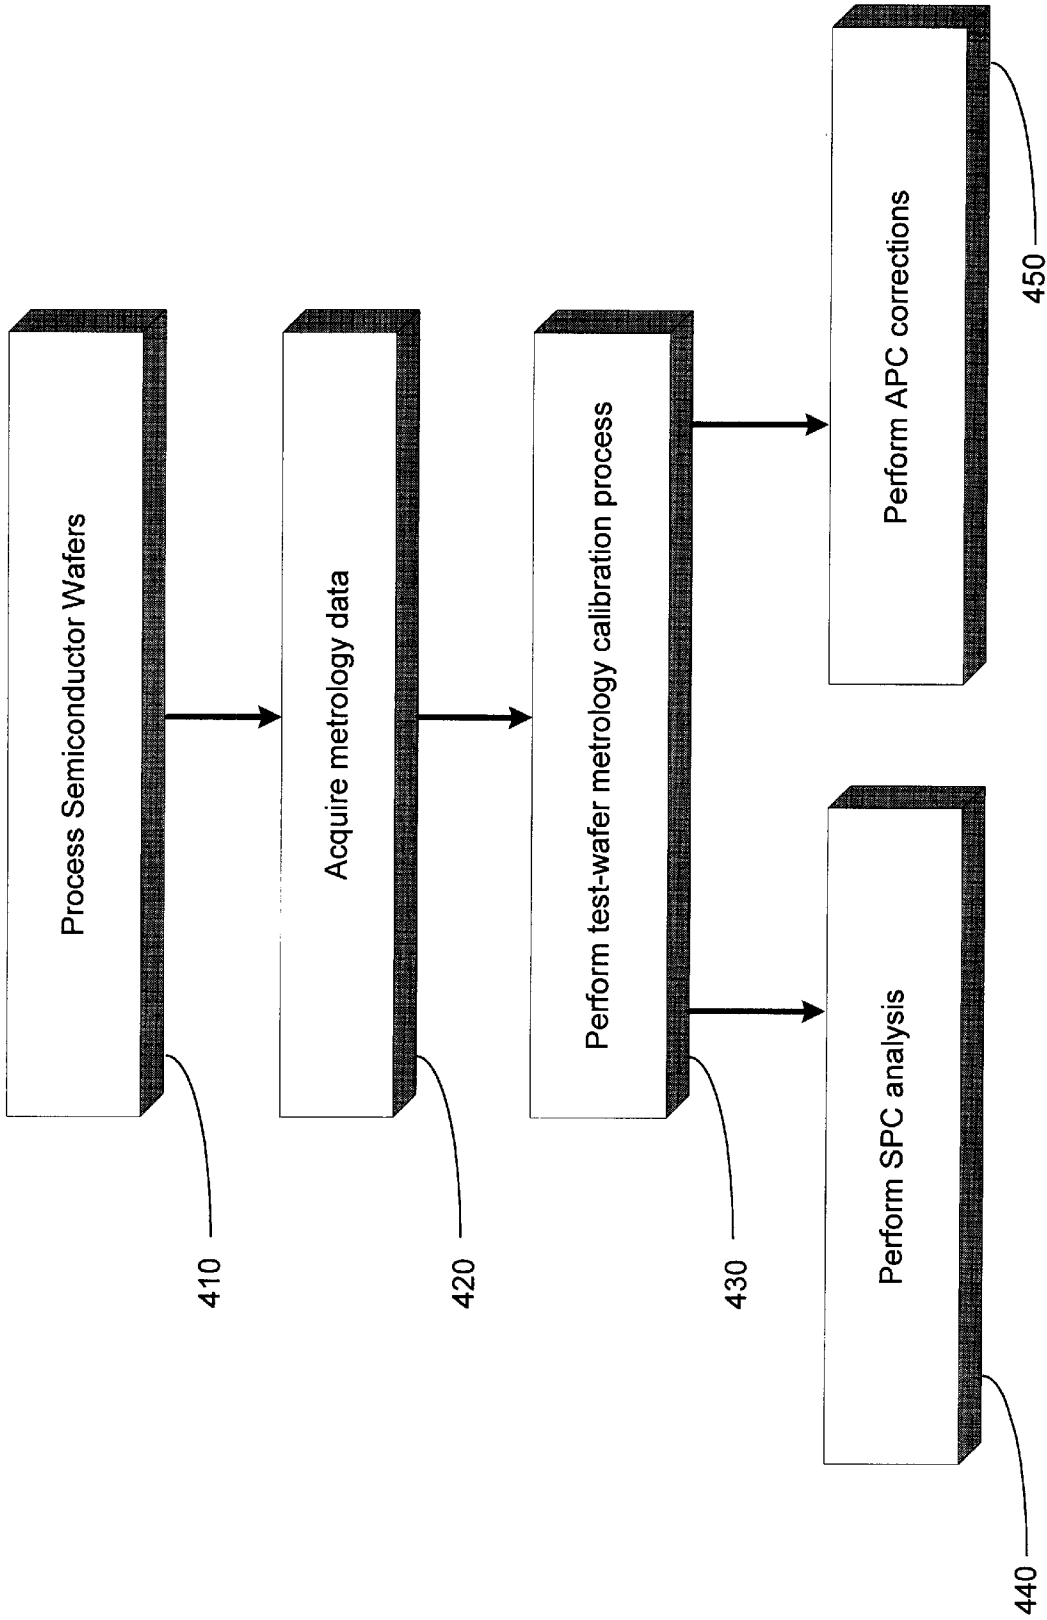 Process Semiconductor Wafers
410
Acquire metrology data
420
Perform test-wafer metrology calibration process
430
Perform SPC analysis
440
Perform APC corrections
450